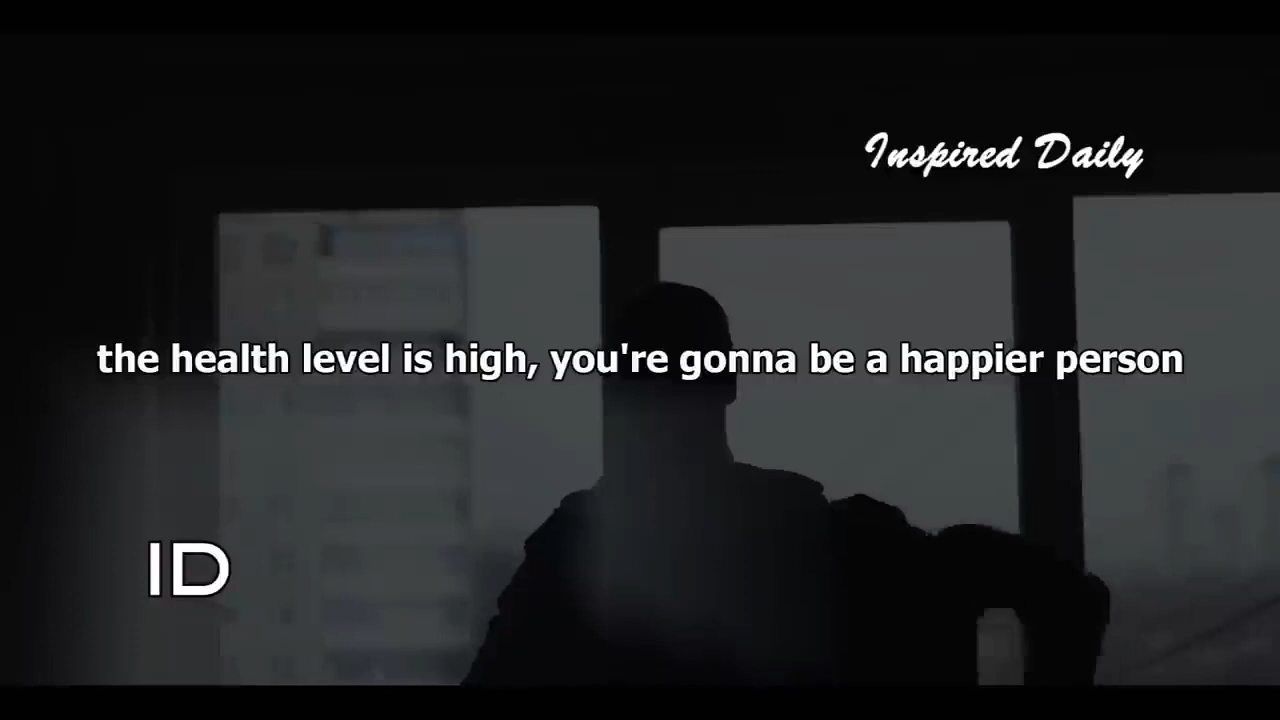 Inspired Daily
the health level is high, you're gonna be a happier person
ID